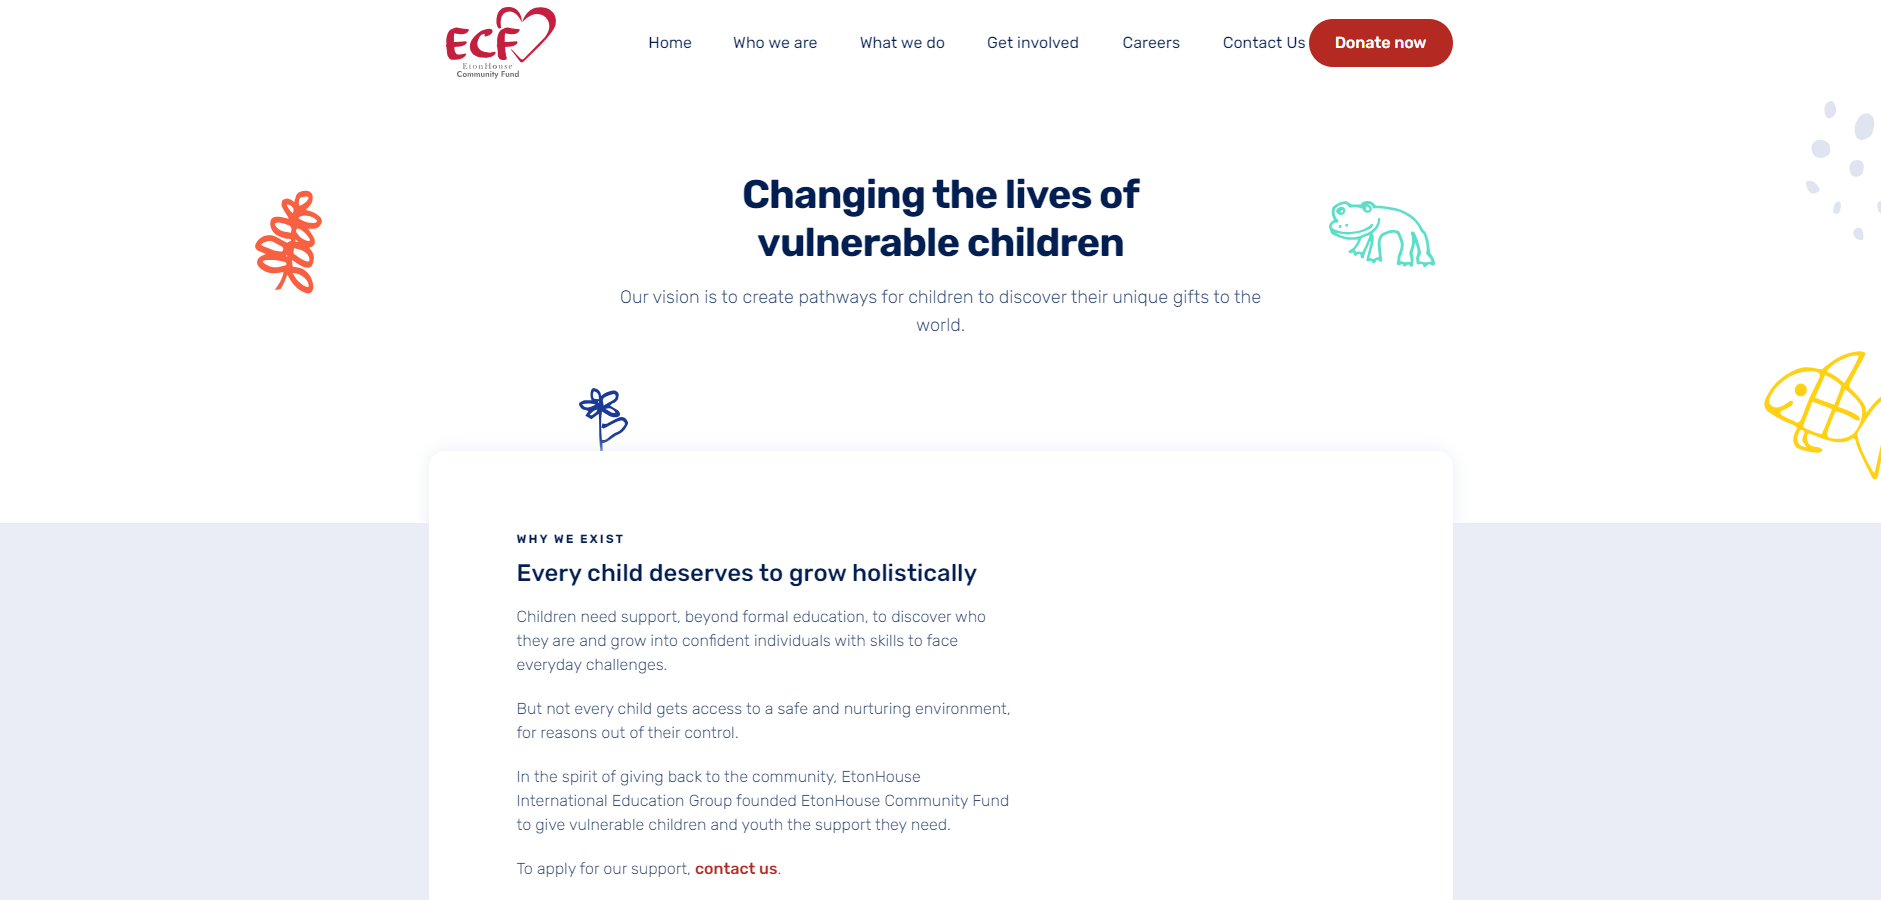 ECF
EtonHouse
Community Fund
Home
Who we are
What we do
Get involved
Careers
Contact Us
Donate now
Changing the lives of
vulnerable children
Our vision is to create pathways for children to discover their unique gifts to the
world.
WHY WE EXIST
Every child deserves to grow holistically
Children need support, beyond formal education, to discover who
they are and grow into confident individuals with skills to face
everyday challenges.
But not every child gets access to a safe and nurturing environment,
for reasons out of their control.
In the spirit of giving back to the community, EtonHouse
International Education Group founded EtonHouse Community Fund
to give vulnerable children and youth the support they need.
To apply for our support, contact us.